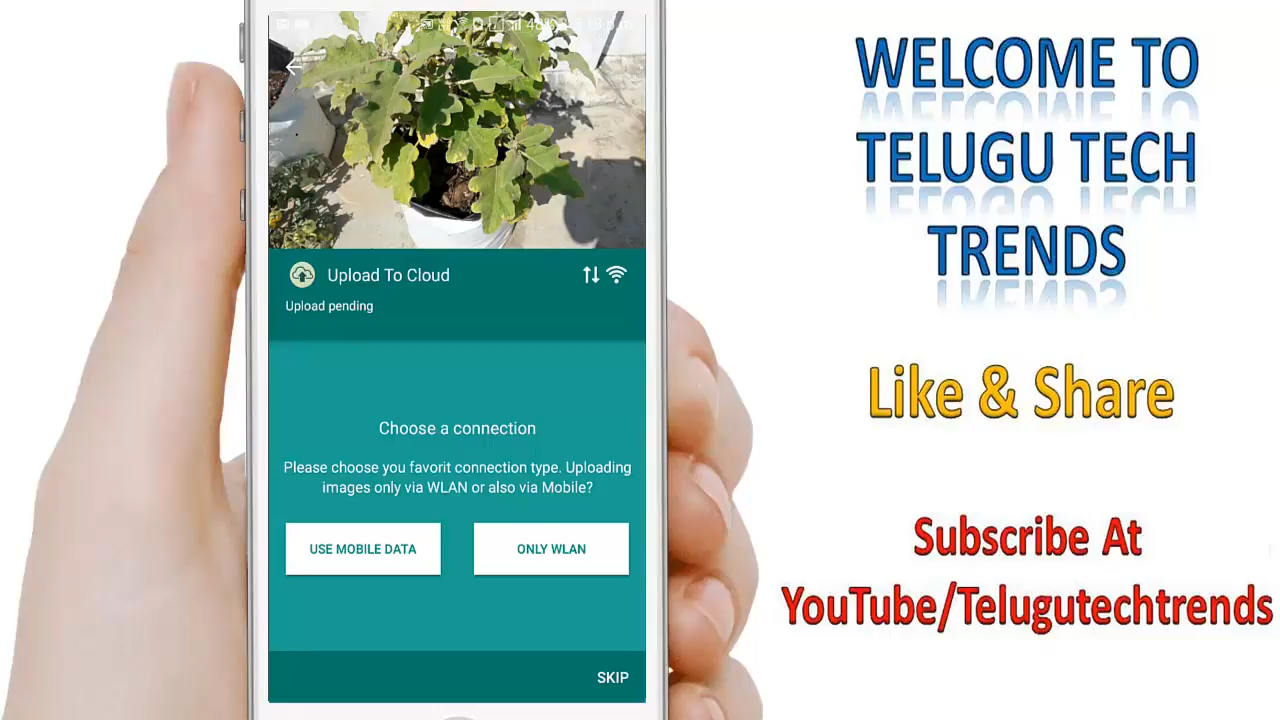 Upload To Cloud
Upload pending
Choose a connection
Please choose you favorit connection type. Uploading
images only via WLAN or also via Mobile?
USE MOBILE DATA
ONLY WLAN
SKIP
WELCOME TO
TELUGU TECH
TRENDS
Like & Share
Subscribe At
YouTube/Telugutechtrends